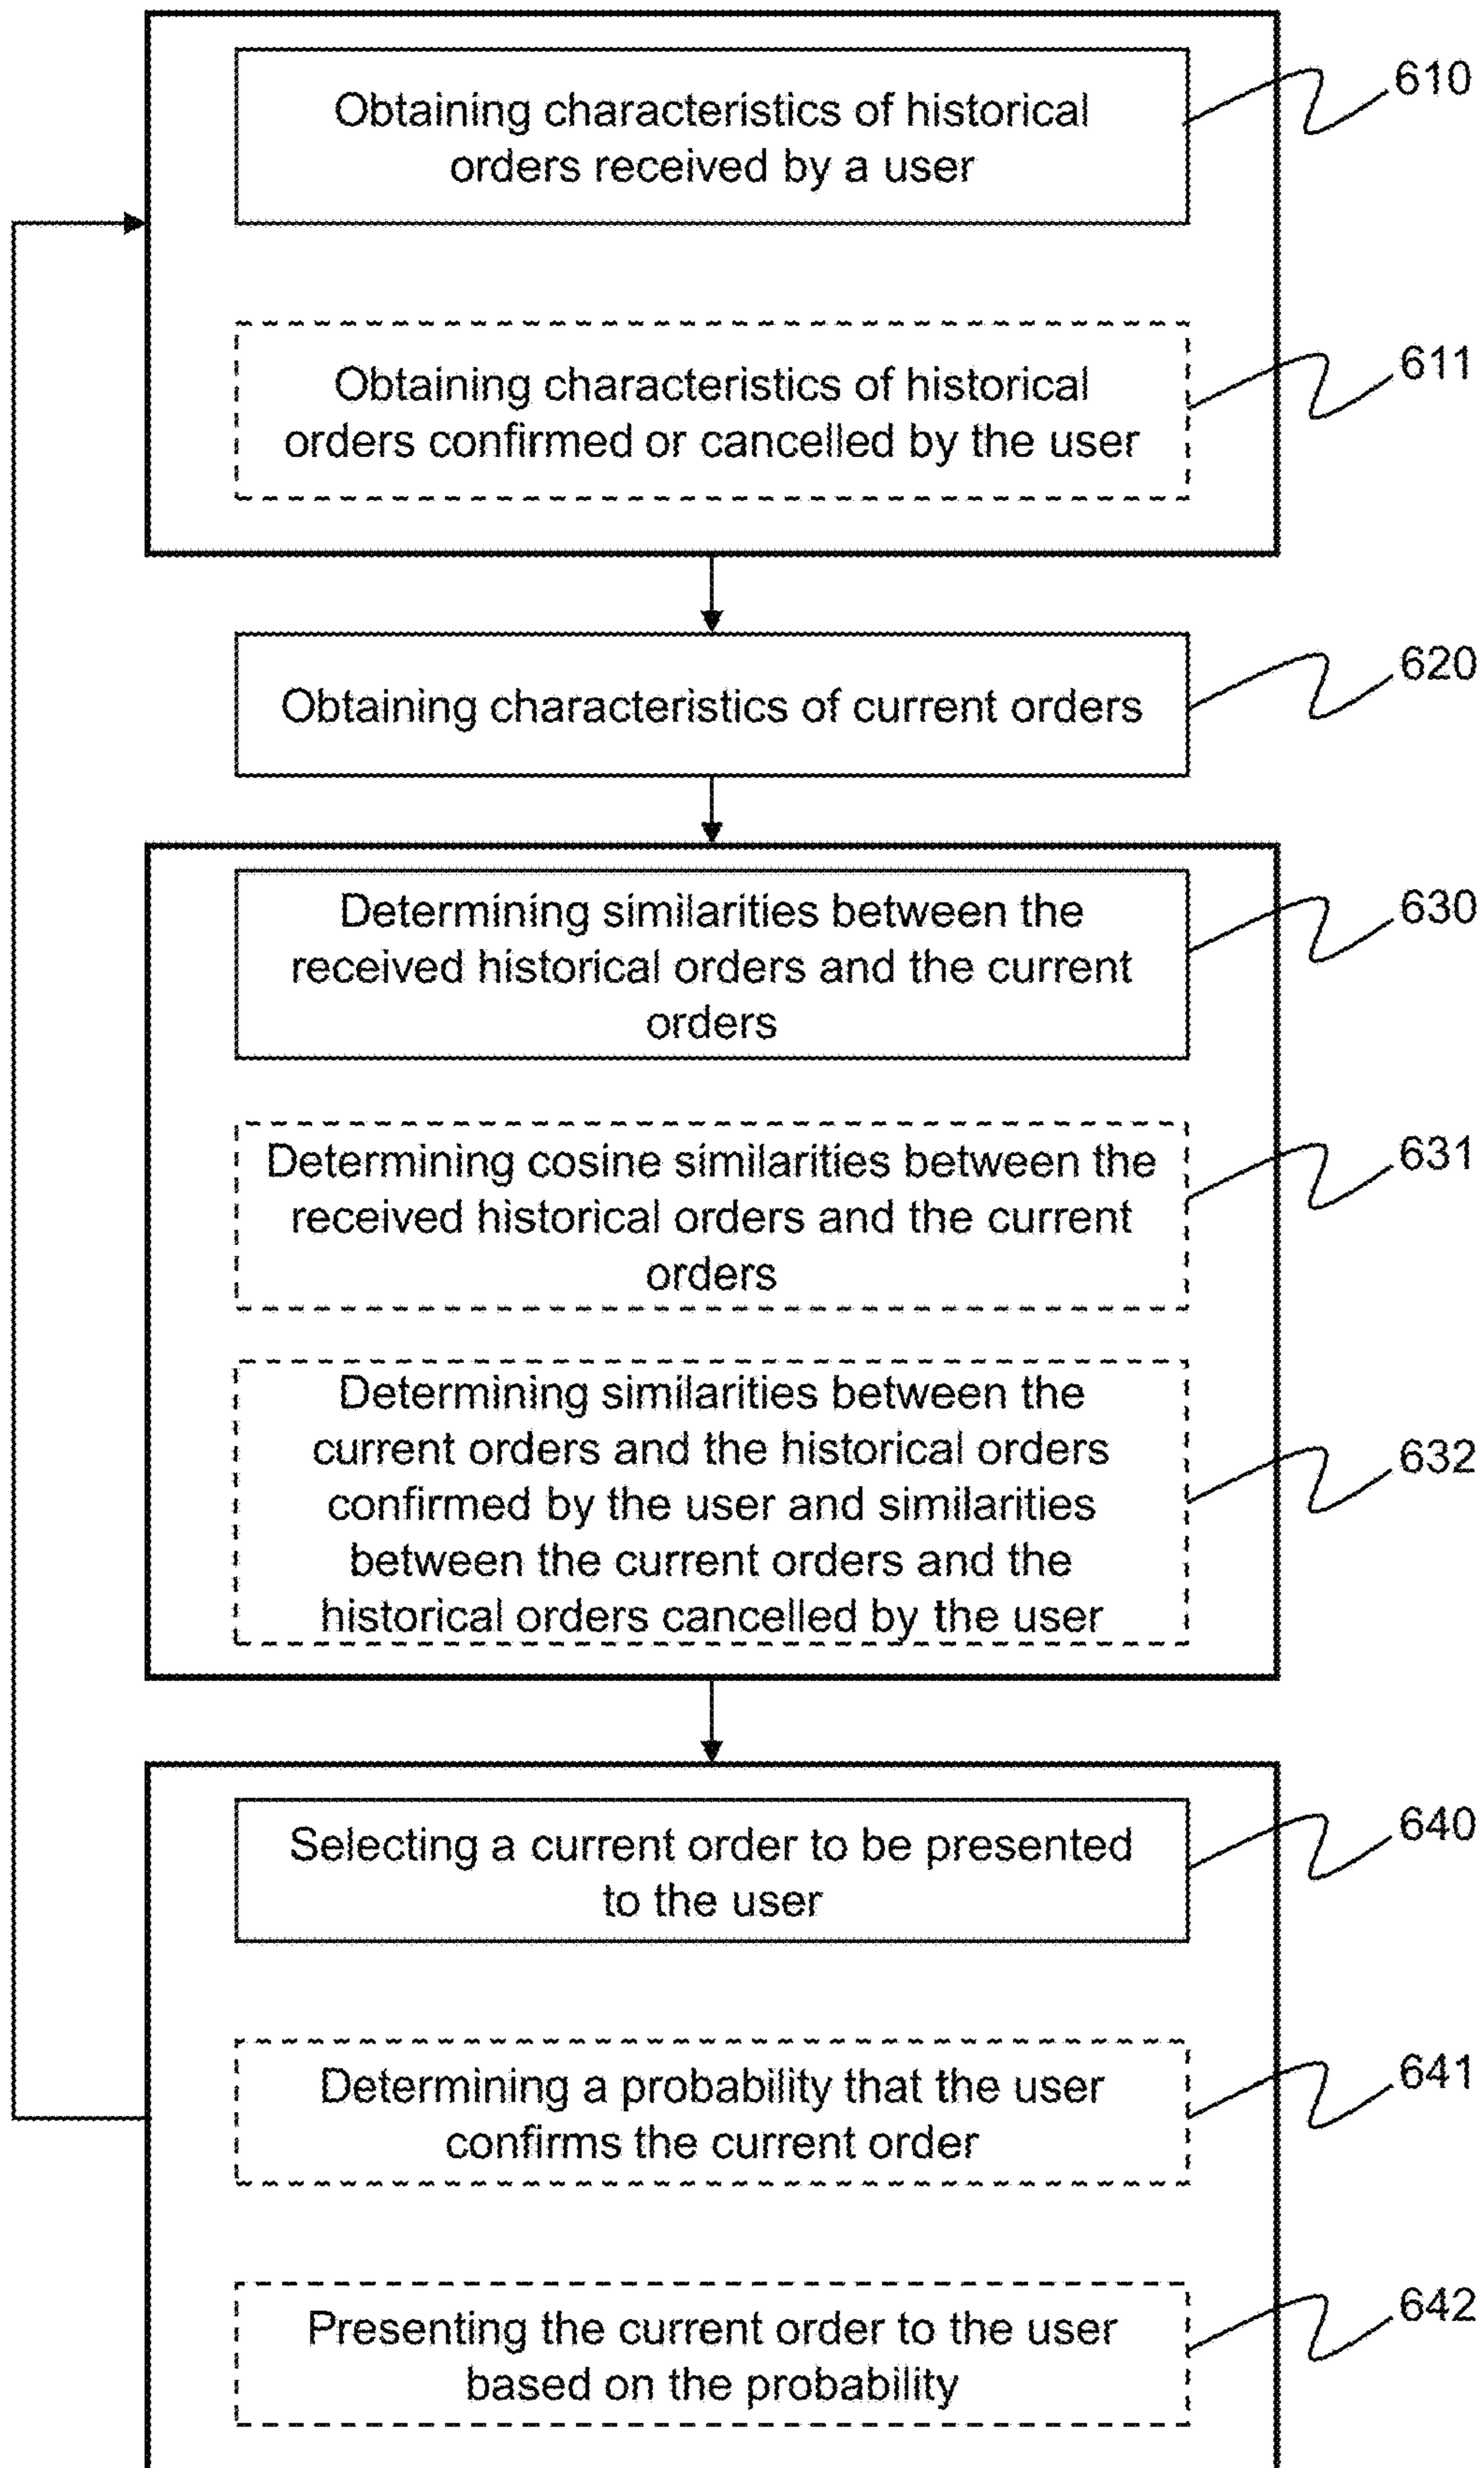 Obtaining characteristics of historical
orders received by a user
610
Obtaining characteristics of historical
orders confirmed or cancelled by the user
611
Obtaining characteristics of current orders
620
Determining similarities between the
received historical orders and the current
orders
630
Determining cosine similarities between the
received historical orders and the current
orders
631
Determining similarities between the
current orders and the historical orders
confirmed by the user and similarities
between the current orders and the
historical orders cancelled by the user
632
Selecting a current order to be presented
to the user
640
Determining a probability that the user
confirms the current order
641
Presenting the current order to the user
based on the probability
642